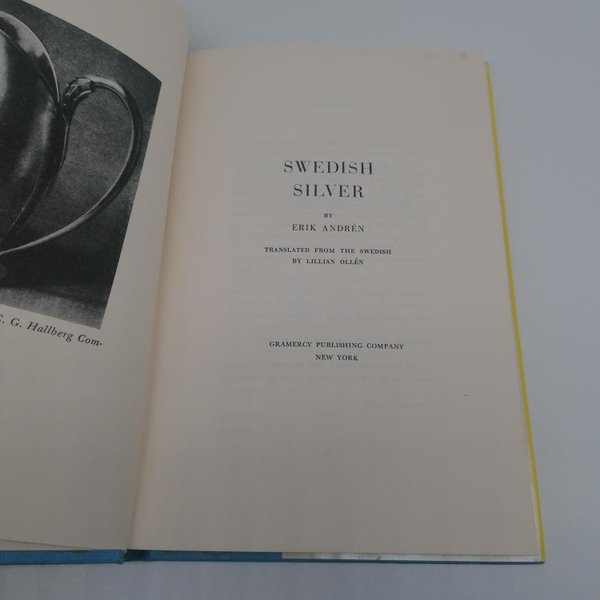 C. G. Hallberg Com-
SWEDISH
SILVER
BY
ERIK ANDRÉN
TRANSLATED FROM THE SWEDISH
BY LILLIAN OLLÉN
GRAMERCY PUBLISHING COMPANY
NEW YORK